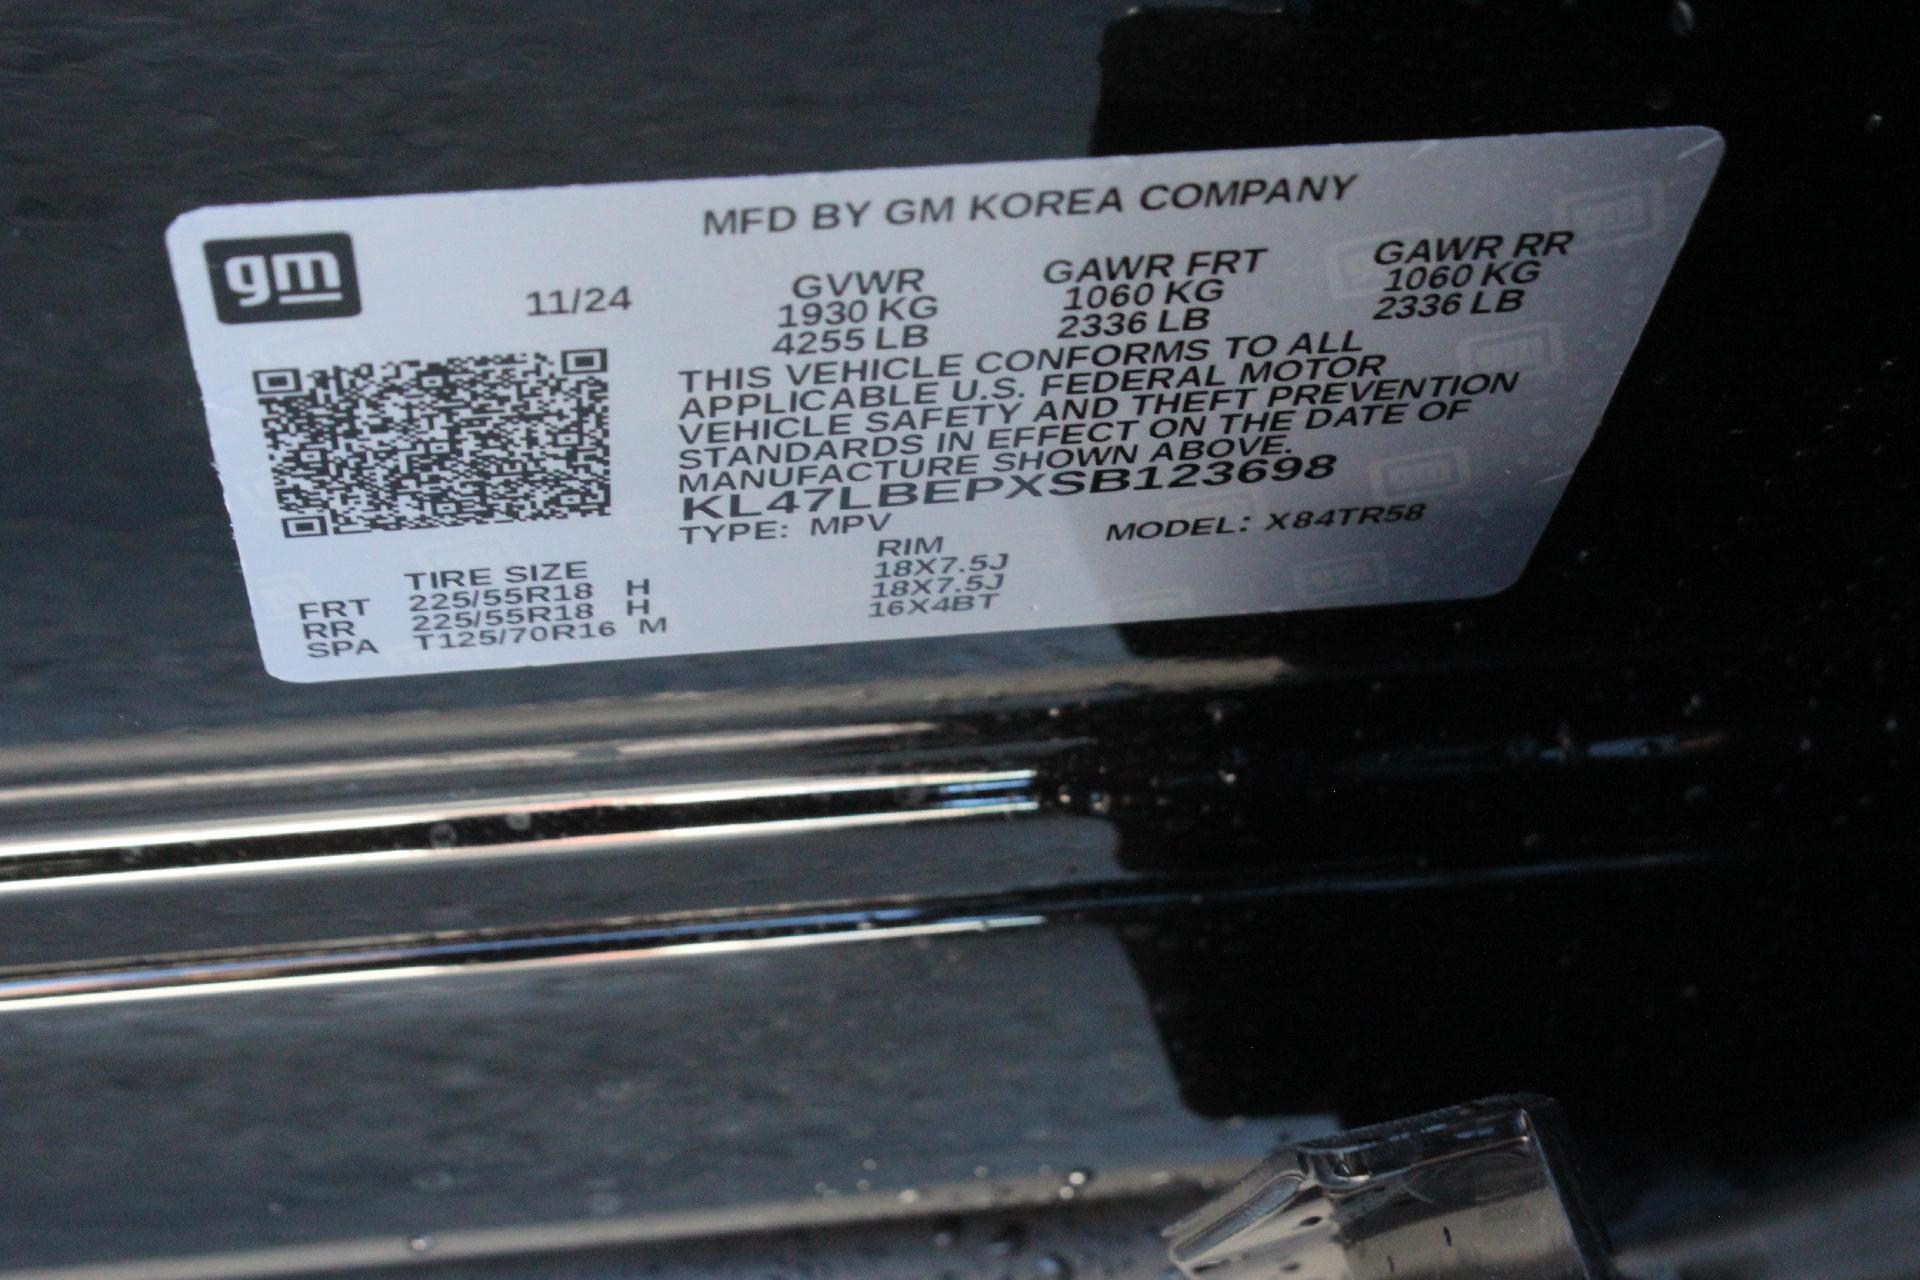 MFD BY GM KOREA COMPANY
gm
11/24
GVWR
1930 KG
4255 LB
GAWR FRT
1060 KG
2336 LB
GAWR RR
1060 KG
2336 LB
THIS VEHICLE CONFORMS TO ALL
APPLICABLE U.S. FEDERAL MOTOR
VEHICLE SAFETY AND THEFT PREVENTION
STANDARDS IN EFFECT ON THE DATE OF
MANUFACTURE SHOWN ABOVE.
KL47LBEPXSB123698
TYPE: MPV MODEL: X84TR58
TIRE SIZE RIM
FRT 225/55R18 H 18X7.5J
RR 225/55R18 H 18X7.5J
SPA T125/70R16 M 16X4BT